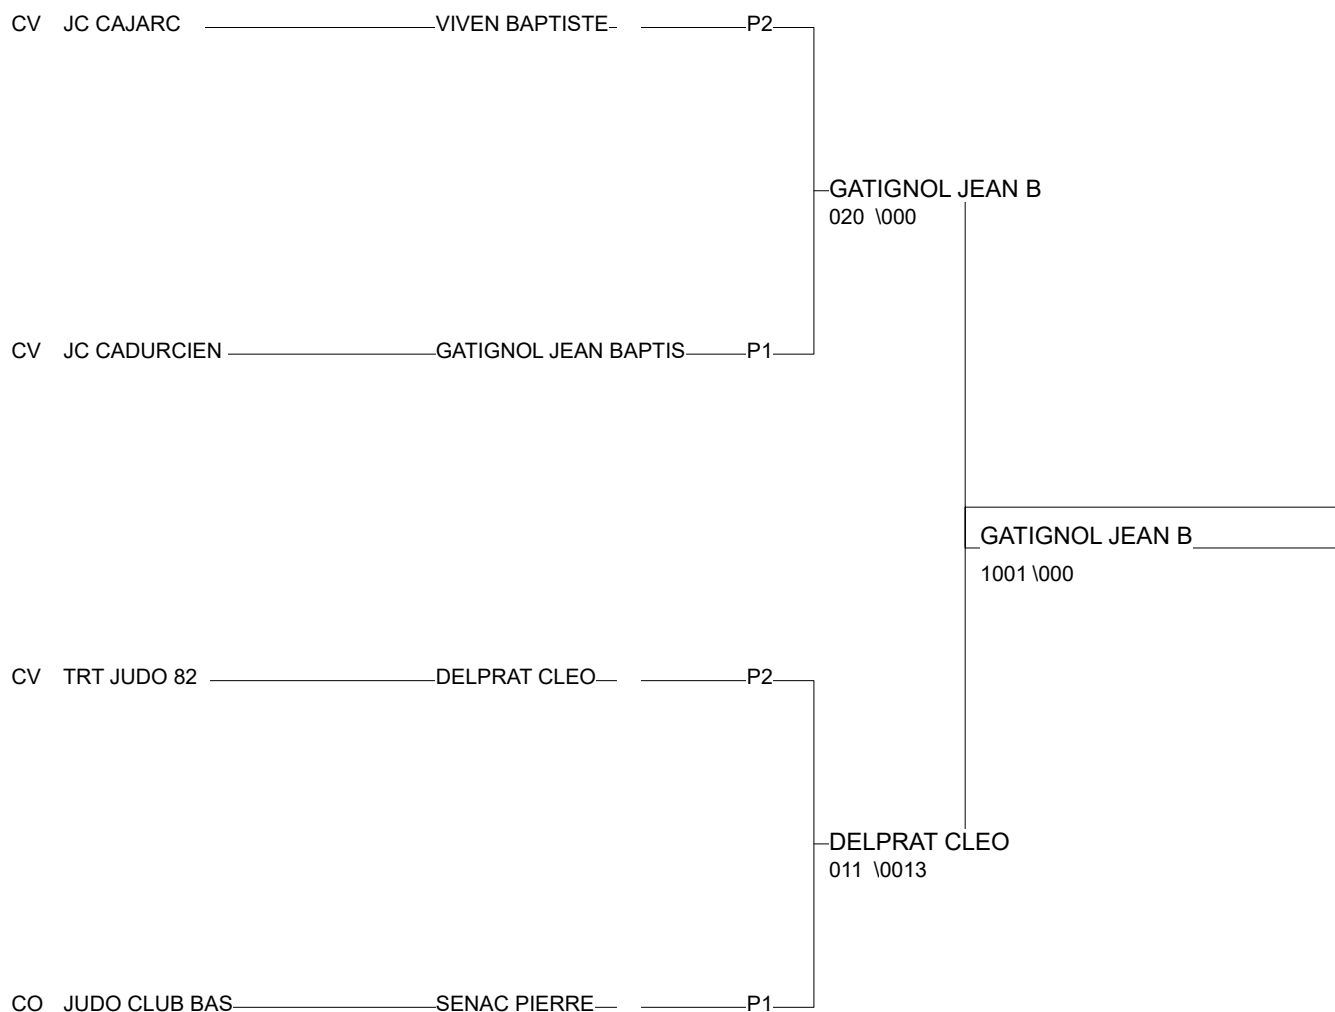 CV JC CAJARC VIVEN BAPTISTE P2
GATIGNOL JEAN B
020 \000
CV JC CADURCIEN GATIGNOL JEAN BAPTIS P1
GATIGNOL JEAN B
1001 \000
CV TRT JUDO 82 DELPRAT CLEO P2
DELPRAT CLEO
011 \0013
CO JUDO CLUB BAS SENAC PIERRE P1